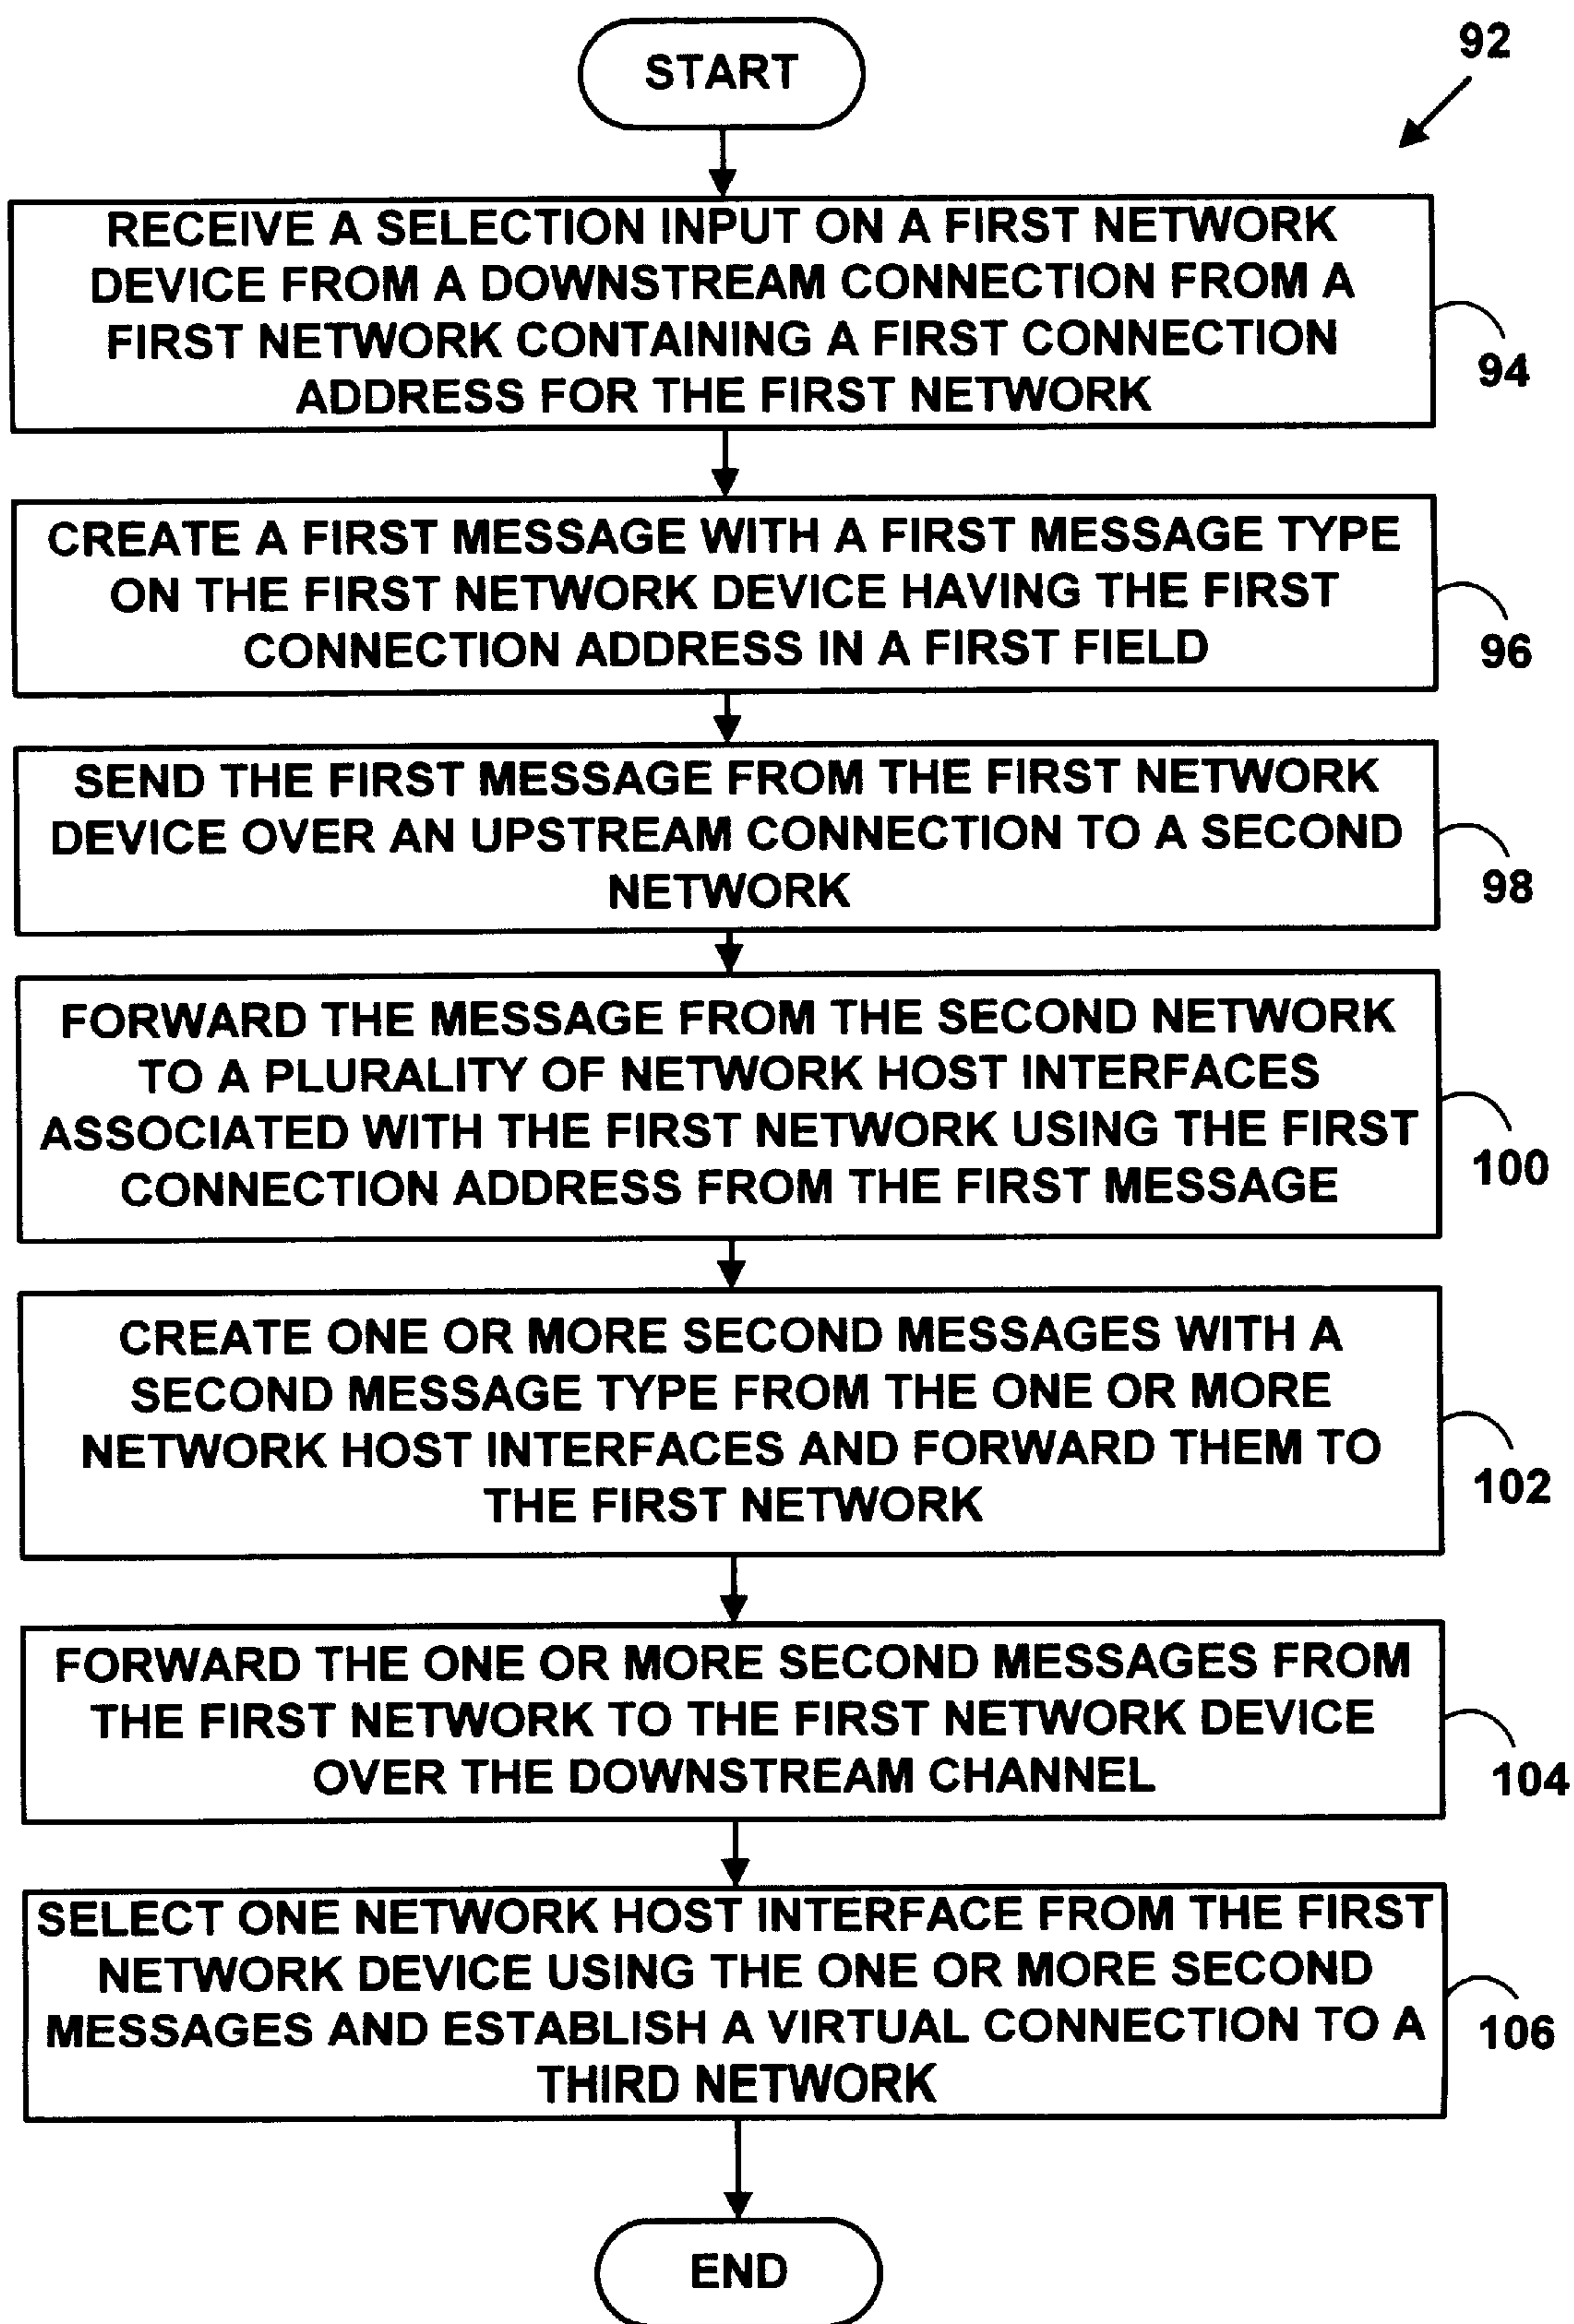 START
92
RECEIVE A SELECTION INPUT ON A FIRST NETWORK
DEVICE FROM A DOWNSTREAM CONNECTION FROM A
FIRST NETWORK CONTAINING A FIRST CONNECTION
ADDRESS FOR THE FIRST NETWORK
94
CREATE A FIRST MESSAGE WITH A FIRST MESSAGE TYPE
ON THE FIRST NETWORK DEVICE HAVING THE FIRST
CONNECTION ADDRESS IN A FIRST FIELD
96
SEND THE FIRST MESSAGE FROM THE FIRST NETWORK
DEVICE OVER AN UPSTREAM CONNECTION TO A SECOND
NETWORK
98
FORWARD THE MESSAGE FROM THE SECOND NETWORK
TO A PLURALITY OF NETWORK HOST INTERFACES
ASSOCIATED WITH THE FIRST NETWORK USING THE FIRST
CONNECTION ADDRESS FROM THE FIRST MESSAGE
100
CREATE ONE OR MORE SECOND MESSAGES WITH A
SECOND MESSAGE TYPE FROM THE ONE OR MORE
NETWORK HOST INTERFACES AND FORWARD THEM TO
THE FIRST NETWORK
102
FORWARD THE ONE OR MORE SECOND MESSAGES FROM
THE FIRST NETWORK TO THE FIRST NETWORK DEVICE
OVER THE DOWNSTREAM CHANNEL
104
SELECT ONE NETWORK HOST INTERFACE FROM THE FIRST
NETWORK DEVICE USING THE ONE OR MORE SECOND
MESSAGES AND ESTABLISH A VIRTUAL CONNECTION TO A
THIRD NETWORK
106
END